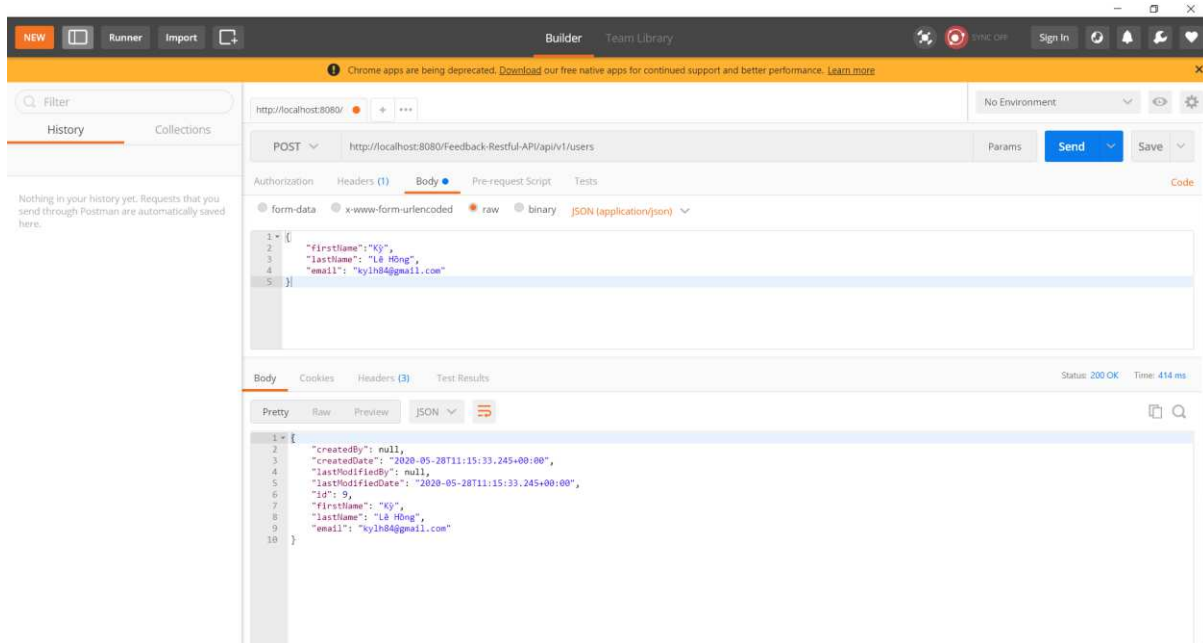 NEW Runner Import Builder Team Library SYNC OFF Sign In
Chrome apps are being deprecated. Download our free native apps for continued support and better performance. Learn more
Filter
History Collections
Nothing in your history yet. Requests that you
send through Postman are automatically saved
here.
http://localhost:8080/ + ••• No Environment
POST http://localhost:8080/Feedback-Restful-API/api/v1/users Params Send Save
Authorization Headers (1) Body Pre-request Script Tests Code
form-data x-www-form-urlencoded raw binary JSON (application/json)
1 {
2 "firstName":"Kỳ",
3 "lastName": "Lê Hồng",
4 "email": "kylh84@gmail.com"
5 }
Body Cookies Headers (3) Test Results Status: 200 OK Time: 414 ms
Pretty Raw Preview JSON
1 {
2 "createdBy": null,
3 "createdDate": "2020-05-28T11:15:33.245+00:00",
4 "lastModifiedBy": null,
5 "lastModifiedDate": "2020-05-28T11:15:33.245+00:00",
6 "id": 9,
7 "firstName": "Kỳ",
8 "lastName": "Lê Hồng",
9 "email": "kylh84@gmail.com"
10 }